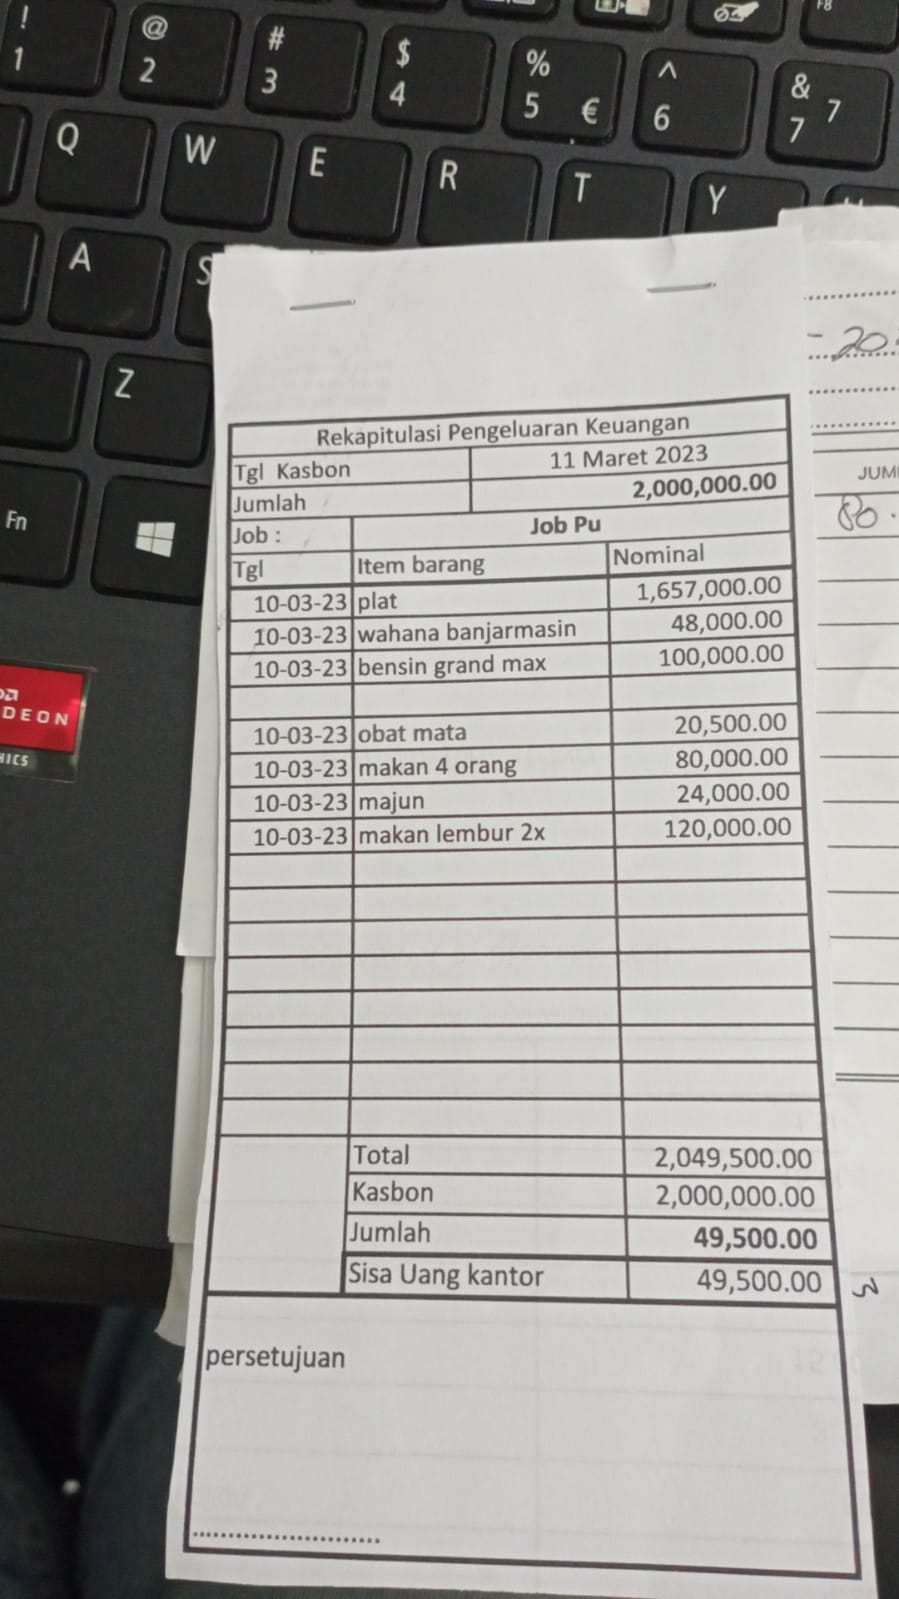 !
1
@
2
#
3
$
4
%
5 €
^
6
&
7 7
F8
Q
W
E
R
T
Y
A
S
Z
Fn
DEON
HICS
Rekapitulasi Pengeluaran Keuangan
Tgl Kasbon 11 Maret 2023
Jumlah 2,000,000.00
Job : Job Pu
Tgl Item barang Nominal
10-03-23 plat 1,657,000.00
10-03-23 wahana banjarmasin 48,000.00
10-03-23 bensin grand max 100,000.00
10-03-23 obat mata 20,500.00
10-03-23 makan 4 orang 80,000.00
10-03-23 majun 24,000.00
10-03-23 makan lembur 2x 120,000.00
Total 2,049,500.00
Kasbon 2,000,000.00
Jumlah 49,500.00
Sisa Uang kantor 49,500.00
persetujuan
- 20
JUM
80.
3